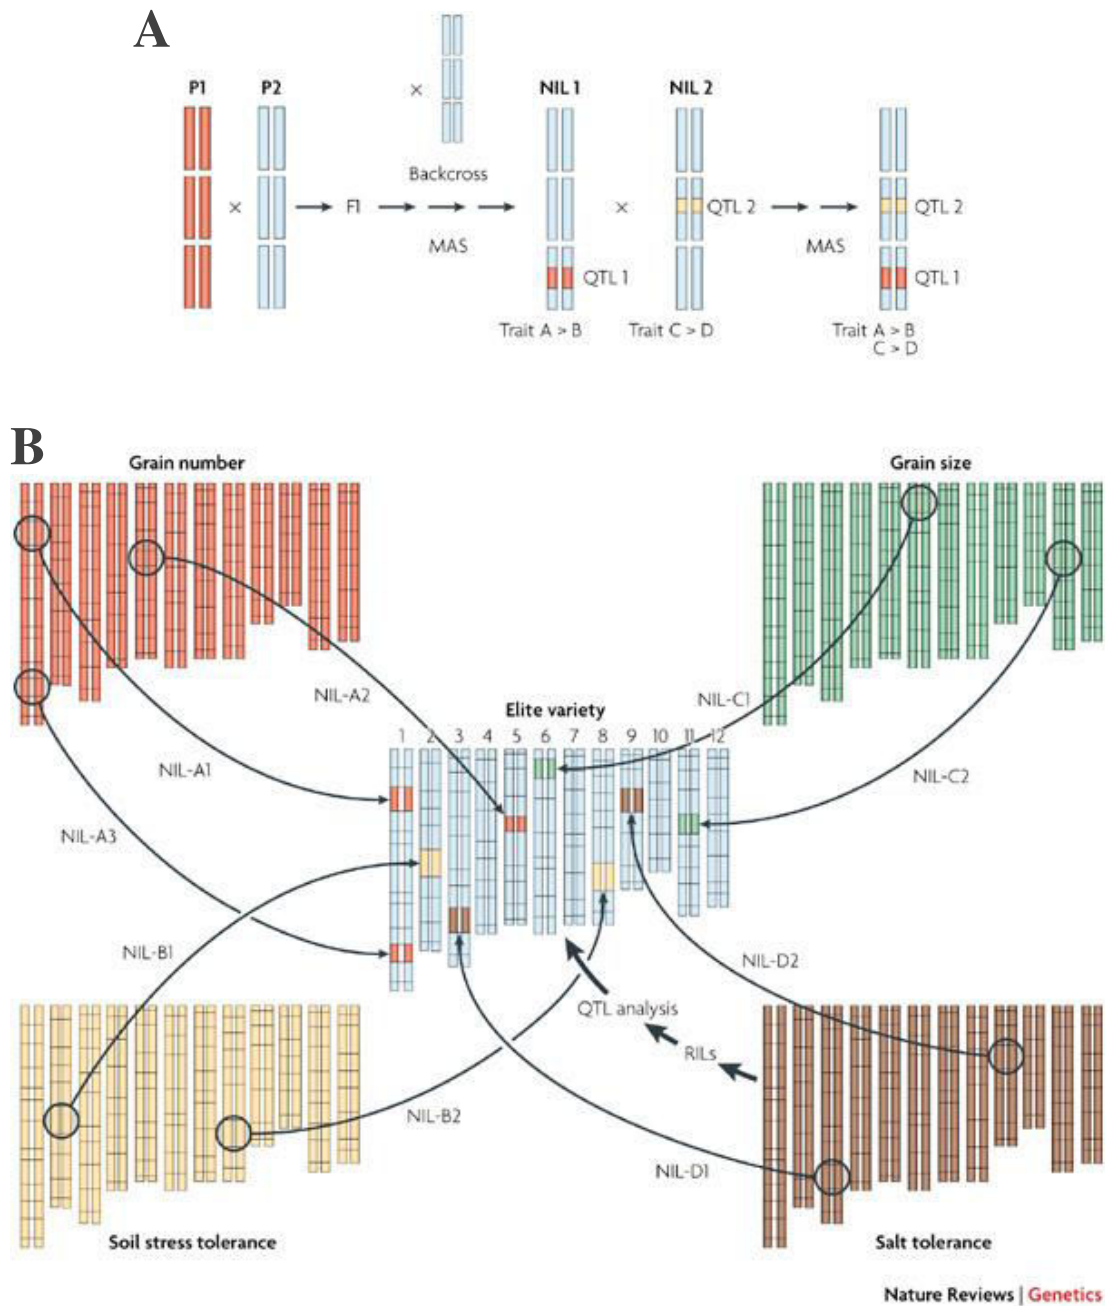 A
P1
P2
×
NIL 1
NIL 2
×
F1
Backcross
MAS
×
QTL 1
Trait A > B
QTL 2
Trait C > D
MAS
QTL 2
QTL 1
Trait A > B
C > D
B
Grain number
Grain size
NIL-A2
NIL-C1
Elite variety
1 2 3 4 5 6 7 8 9 10 11 12
NIL-A1
NIL-C2
NIL-A3
NIL-B1
NIL-D2
QTL analysis
RILs
NIL-B2
NIL-D1
Soil stress tolerance
Salt tolerance
Nature Reviews | Genetics